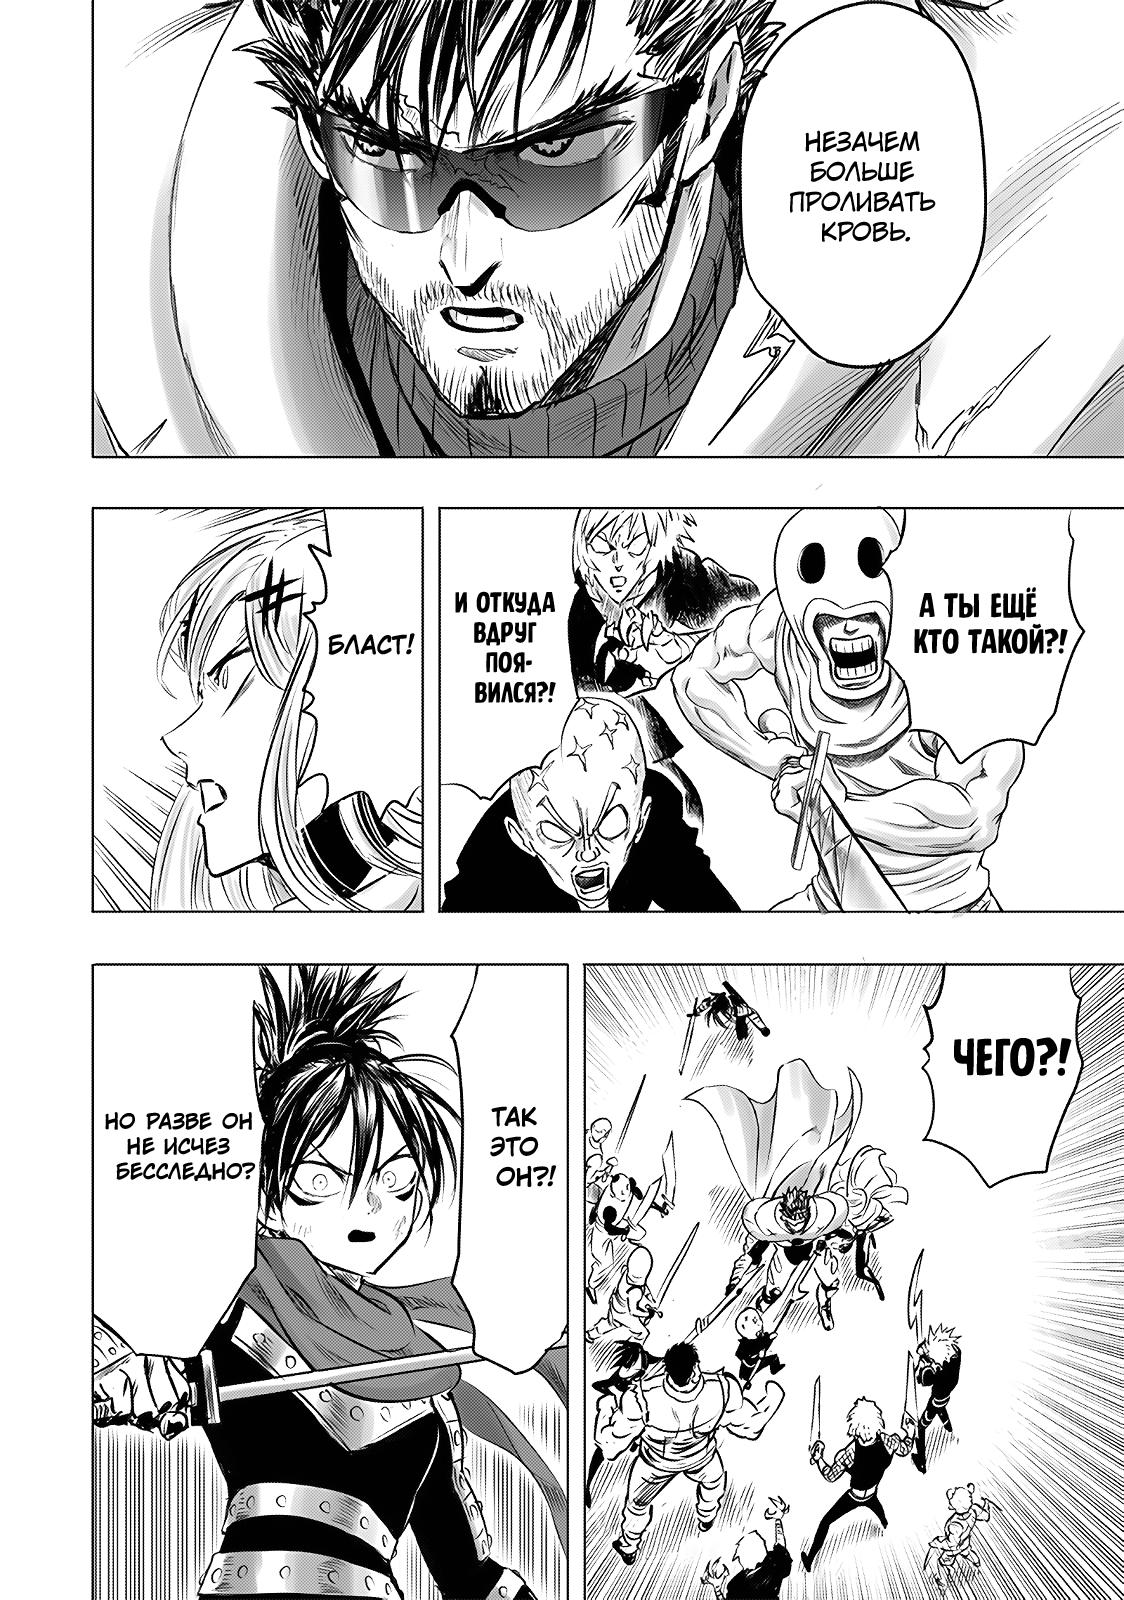 НЕЗАЧЕМ
БОЛЬШЕ
ПРОЛИВАТЬ
КРОВЬ.
А ТЫ ЕЩЁ
КТО ТАКОЙ?!
И ОТКУДА
ВДРУГ
ПОЯ-
ВИЛСЯ?!
БЛАСТ!
ЧЕГО?!
ТАК
ЭТО
ОН?!
НО РАЗВЕ ОН
НЕ ИСЧЕЗ
БЕССЛЕДНО?